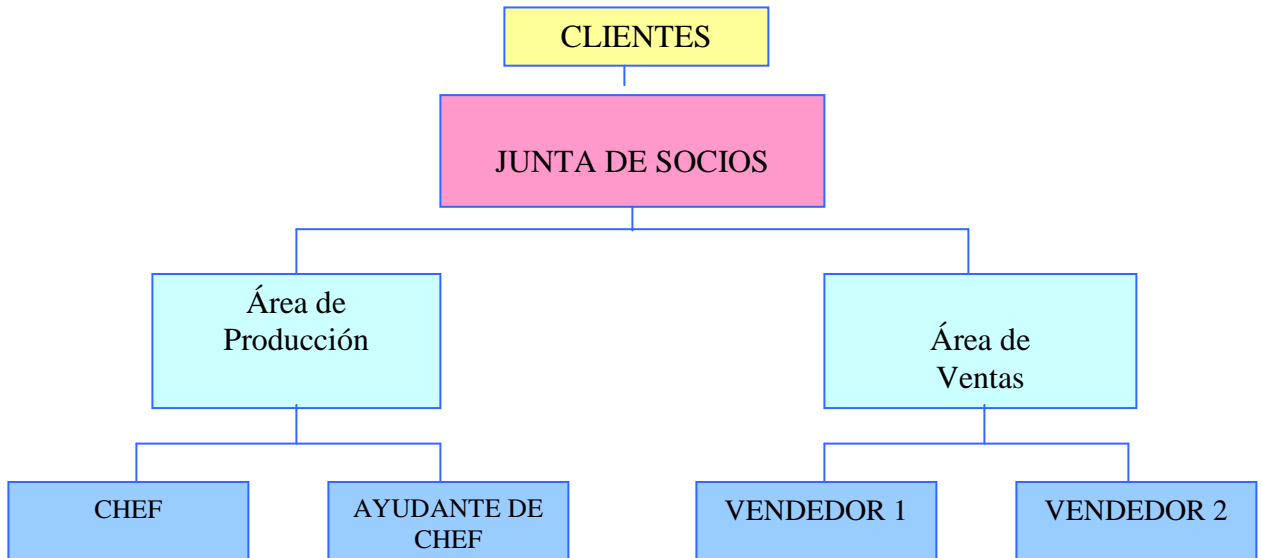 CLIENTES
JUNTA DE SOCIOS
Área de
Producción
Área de
Ventas
CHEF
AYUDANTE DE
CHEF
VENDEDOR 1
VENDEDOR 2